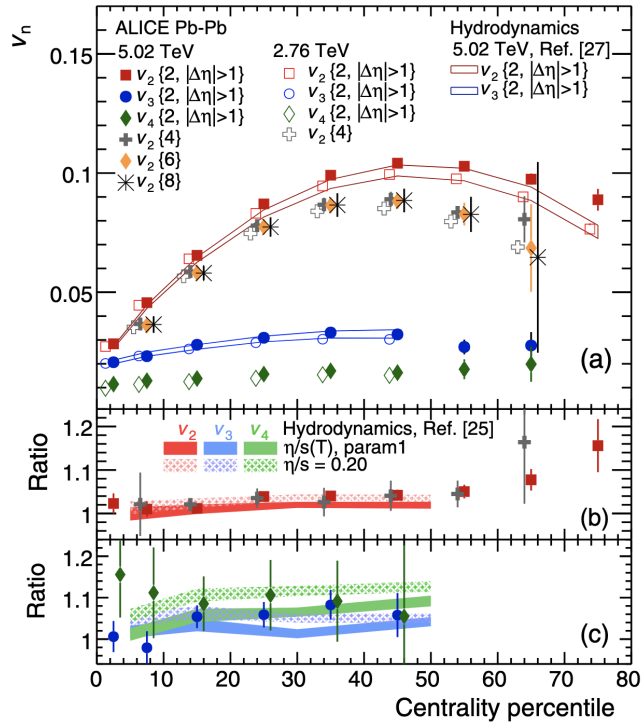 v_n
0.15
0.1
0.05
ALICE Pb-Pb
5.02 TeV
v₂{2, |Δη|>1}
v₃{2, |Δη|>1}
v₄{2, |Δη|>1}
v₂{4}
v₂{6}
v₂{8}
2.76 TeV
v₂{2, |Δη|>1}
v₃{2, |Δη|>1}
v₄{2, |Δη|>1}
v₂{4}
Hydrodynamics
5.02 TeV, Ref. [27]
v₂{2, |Δη|>1}
v₃{2, |Δη|>1}
(a)
Ratio
1.2
1.1
1
v₂ v₃ v₄ Hydrodynamics, Ref. [25]
η/s(T), param1
η/s = 0.20
(b)
Ratio
1.2
1.1
1
(c)
0 10 20 30 40 50 60 70 80
Centrality percentile